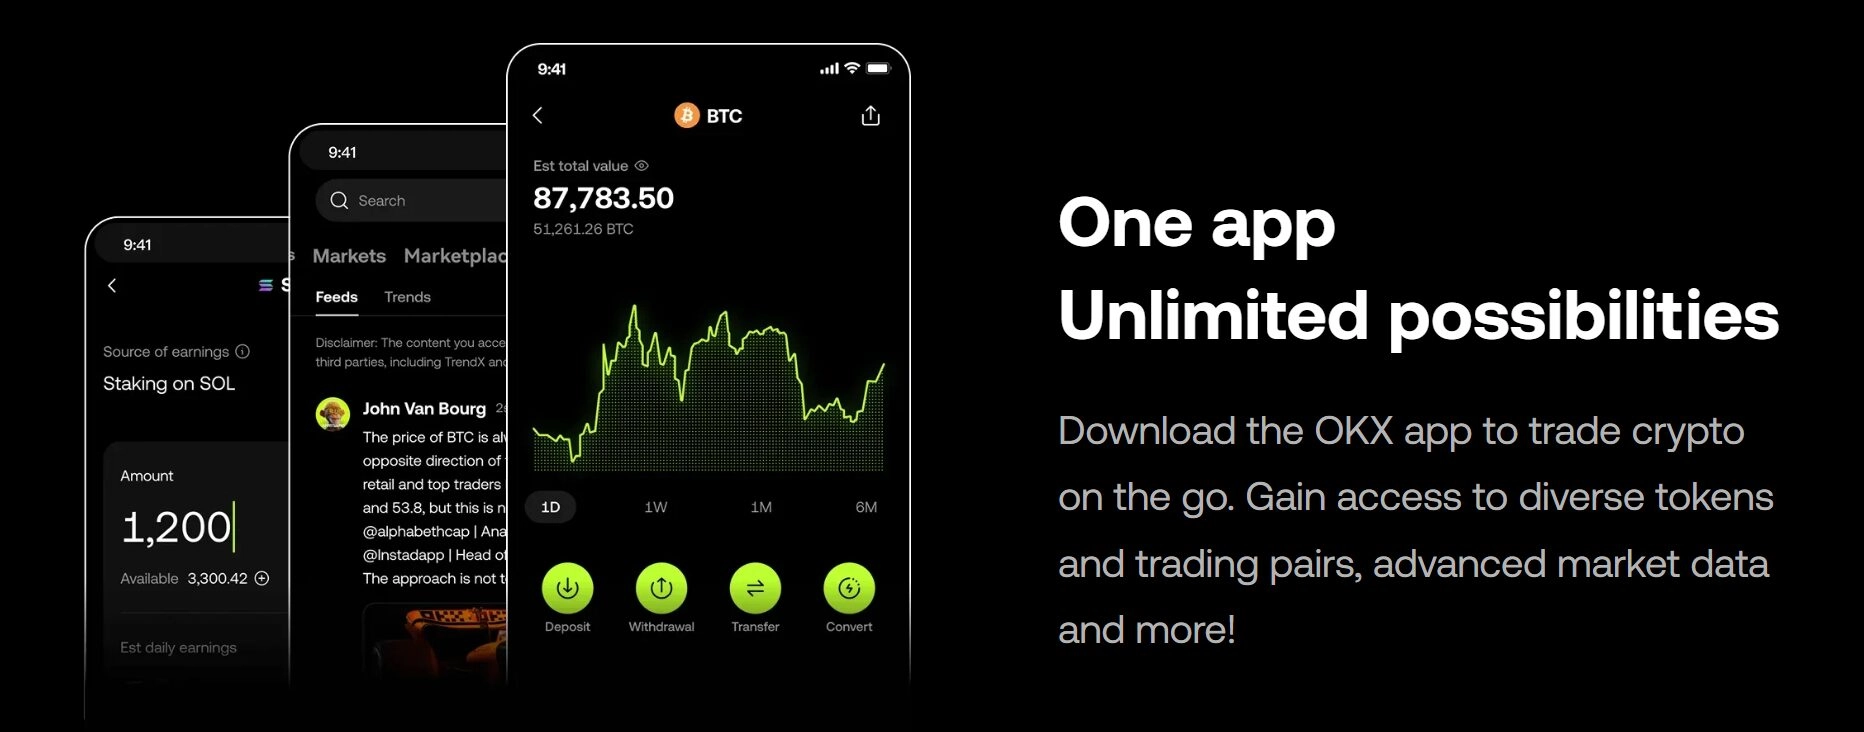 9:41
Source of earnings
Staking on SOL
Amount
1,200
Available 3,300.42
Est daily earnings
9:41
Search
Markets Marketplac
Feeds Trends
Disclaimer: The content you acce
third parties, including TrendX and
John Van Bourg
The price of BTC is
opposite direction of
retail and top traders
and 53.8, but this is n
@alphabethcap | Ana
@Instadapp | Head of
The approach is not t
9:41
BTC
Est total value
87,783.50
51,261.26 BTC
1D 1W 1M 6M
Deposit Withdrawal Transfer Convert
One app
Unlimited possibilities
Download the OKX app to trade crypto
on the go. Gain access to diverse tokens
and trading pairs, advanced market data
and more!